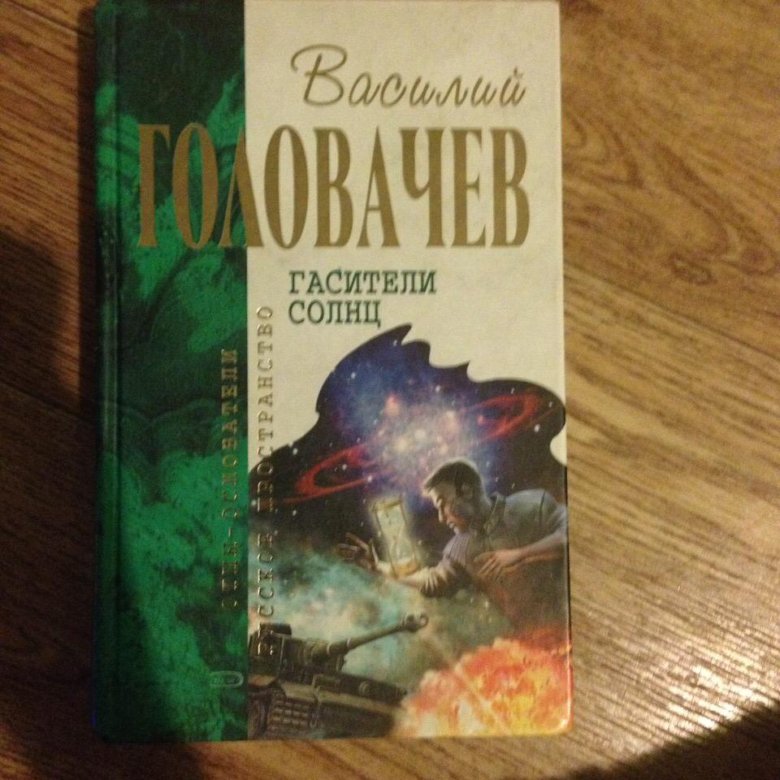 Василий
ГОЛОВАЧЕВ
ГАСИТЕЛИ
СОЛНЦ
ОТЦЫ-ОСНОВАТЕЛИ
РУССКОЕ ПРОСТРАНСТВО